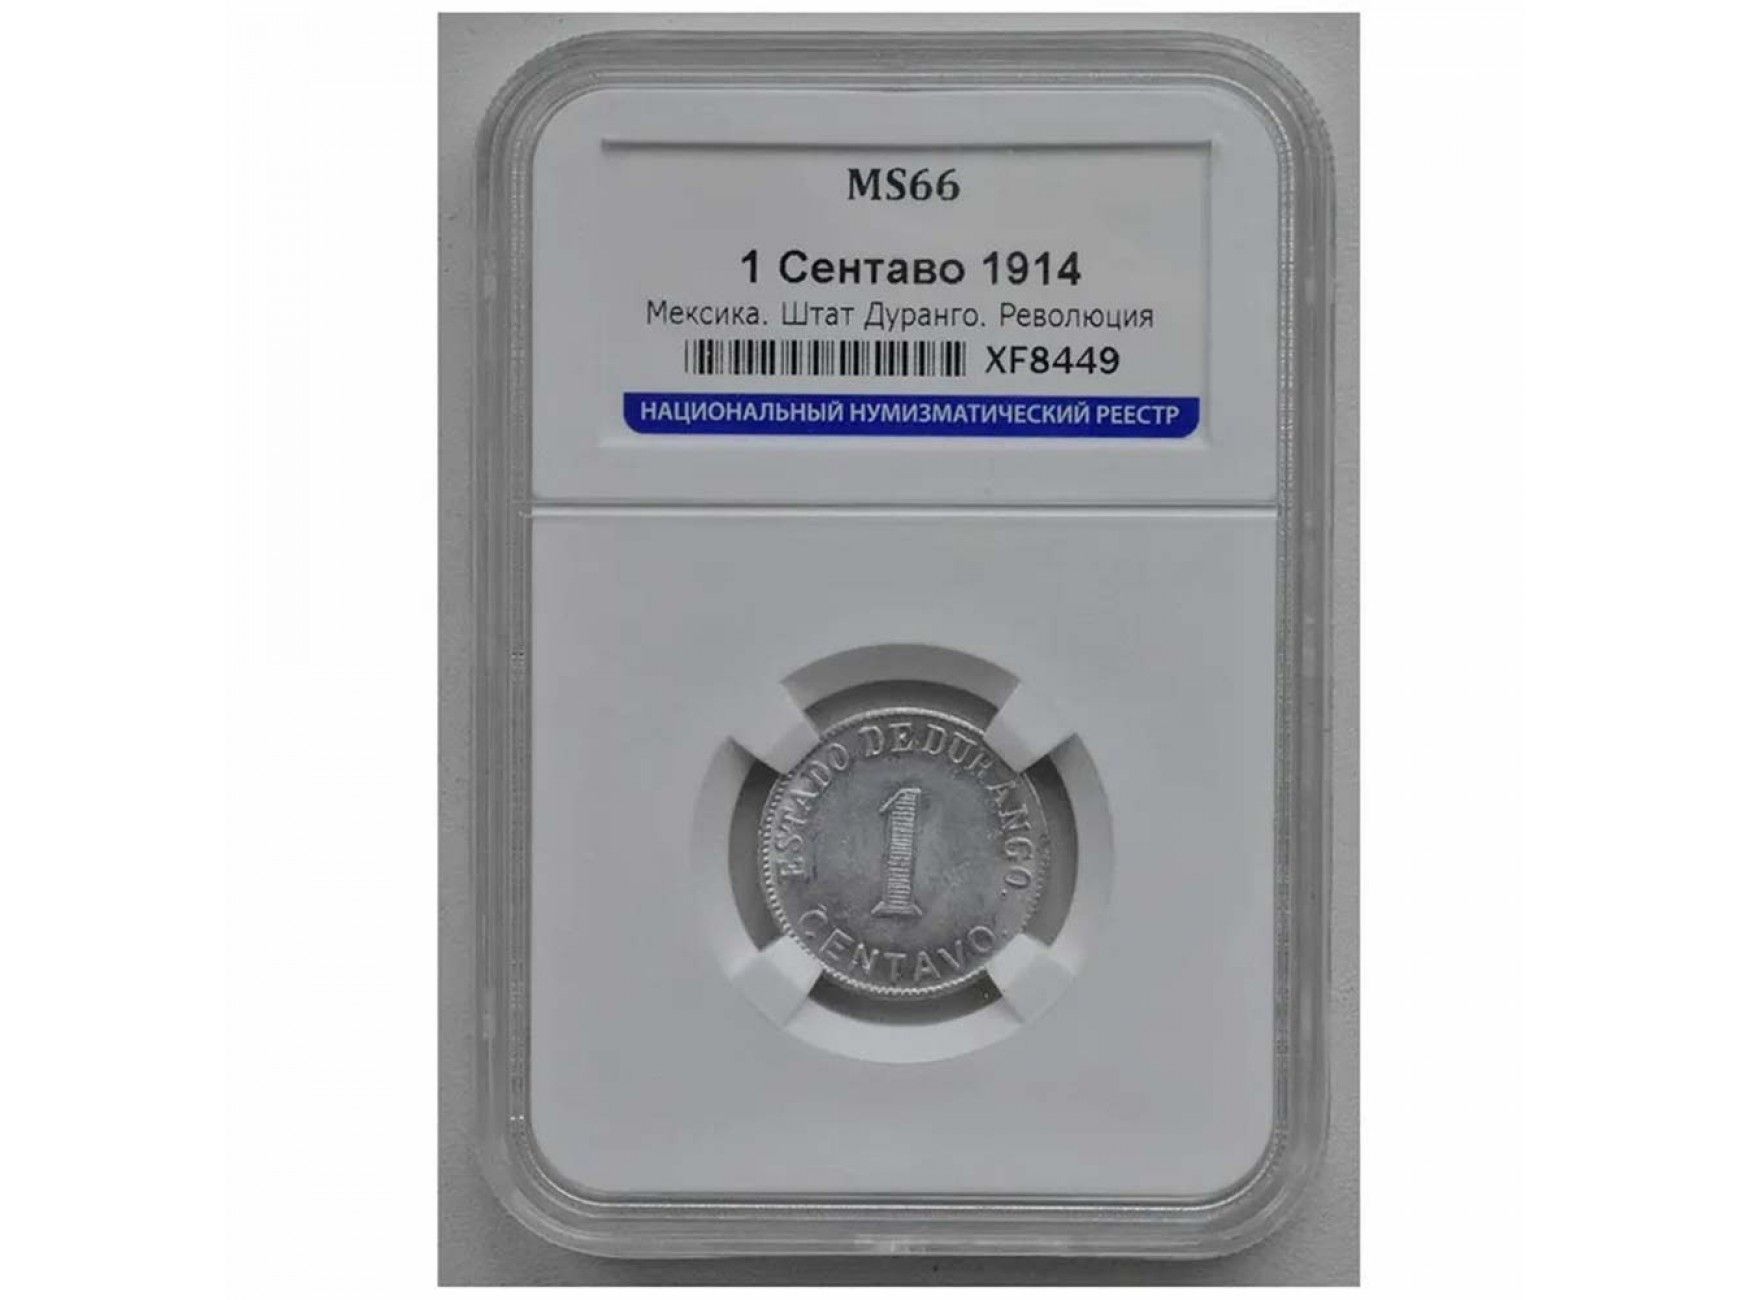 MS66
1 Сентаво 1914
Мексика. Штат Дуранго. Революция
XF8449
НАЦИОНАЛЬНЫЙ НУМИЗМАТИЧЕСКИЙ РЕЕСТР
ESTADO DE DURANGO.
1
CENTAVO.